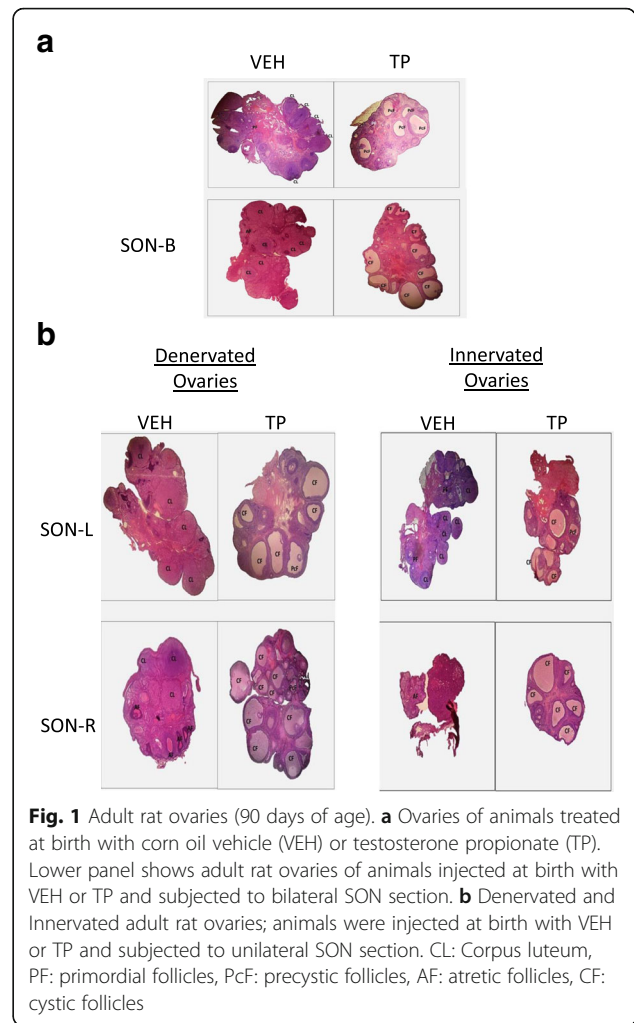 a
VEH TP
SON-B
b
Denervated Ovaries
Innervated Ovaries
VEH TP
VEH TP
SON-L
SON-R
CL
PcF
CF
AF
Fig. 1 Adult rat ovaries (90 days of age). a Ovaries of animals treated
at birth with corn oil vehicle (VEH) or testosterone propionate (TP).
Lower panel shows adult rat ovaries of animals injected at birth with
VEH or TP and subjected to bilateral SON section. b Denervated and
Innervated adult rat ovaries; animals were injected at birth with VEH
or TP and subjected to unilateral SON section. CL: Corpus luteum,
PF: primordial follicles, PcF: precystic follicles, AF: atretic follicles, CF:
cystic follicles